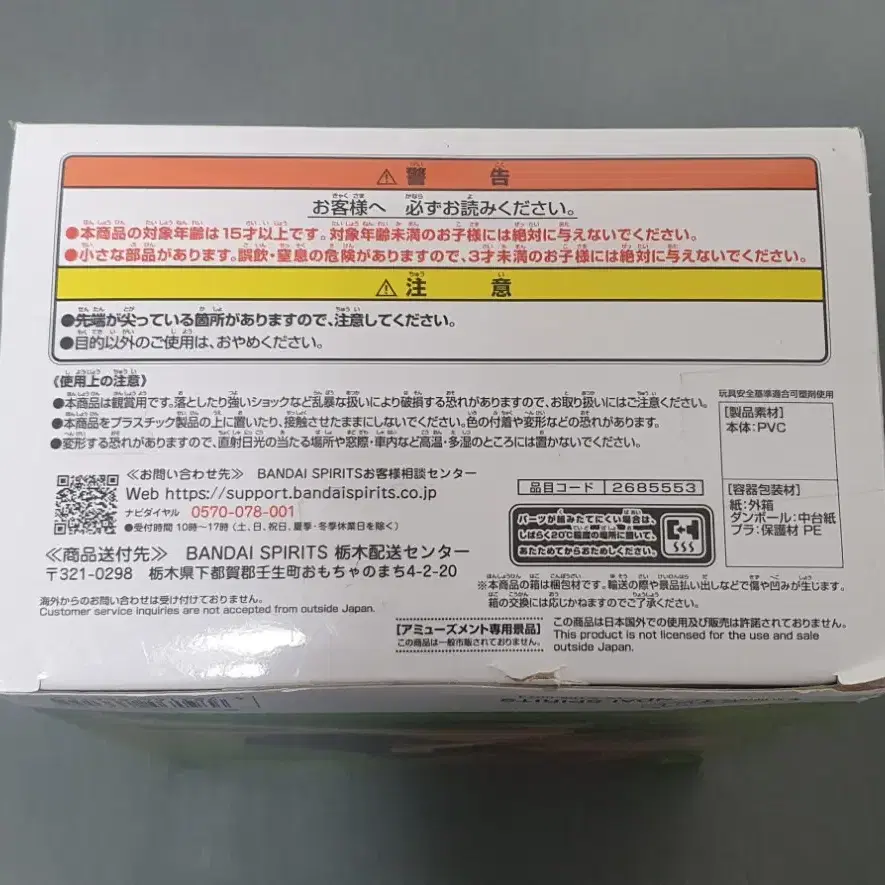 ⚠警告
お客様へ 必ずお読みください。
●本商品の対象年齢は15才以上です。対象年齢未満のお子様には絶対に与えないでください。
●小さな部品があります。誤飲・窒息の危険がありますので、3才未満のお子様には絶対に与えないでください。
⚠注意
●先端が尖っている箇所がありますので、注意してください。
●目的以外のご使用は、おやめください。
《使用上の注意》
●本商品は観賞用です。落としたり強いショックなど乱暴な扱いにより破損する恐れがありますので、お取り扱いにはご注意ください。
●本商品をプラスチック製品の上に置いたり、接触させたままにしないでください。色の付着や変形などの恐れがあります。
●変形する恐れがありますので、直射日光の当たる場所や窓際・車内など高温・多湿のところには置かないでください。
玩具安全基準適合可塑剤使用
[製品素材]
本体:PVC
[容器包装材]
紙:外箱
ダンボール:中台紙
プラ:保護材 PE
≪お問い合わせ先≫ BANDAI SPIRITSお客様相談センター
Web https://support.bandaispirits.co.jp
ナビダイヤル 0570-078-001
●受付時間 10時~17時(土、日、祝日、夏季・冬季休業日を除く)
≪商品送付先≫ BANDAI SPIRITS 栃木配送センター
〒321-0298 栃木県下都賀郡壬生町おもちゃのまち4-2-20
海外からのお問い合わせは受け付けておりません。
Customer service inquiries are not accepted from outside Japan.
品目コード 2685553
パーツが組みたてにくい場合は、
しばらく20℃程度の場所に置いて、
あたためてからおためしください。
※本商品の箱は梱包材です。輸送の際や景品払い出しなどで傷や凹みが生じます。
箱の交換には応じかねますのでご了承ください。
[アミューズメント専用景品]
この商品は一般市販されておりません。
この商品は日本国外での使用及び販売は許諾されておりません。
This product is not licensed for the use and sale
outside Japan.